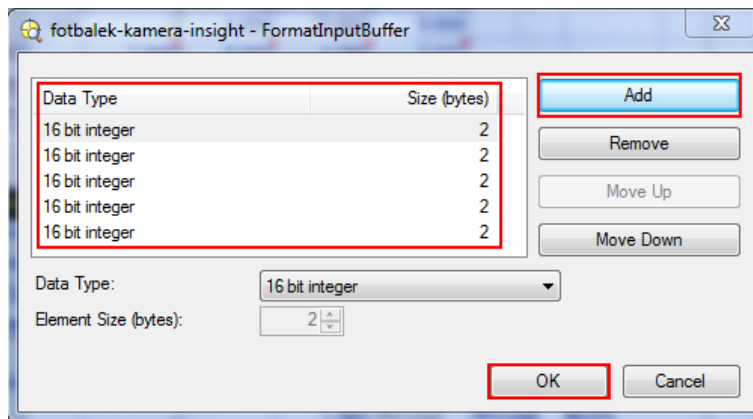 fotbalek-kamera-insight - FormatInputBuffer
Data Type Size (bytes)
16 bit integer 2
16 bit integer 2
16 bit integer 2
16 bit integer 2
16 bit integer 2
Add
Remove
Move Up
Move Down
Data Type: 16 bit integer
Element Size (bytes): 2
OK Cancel